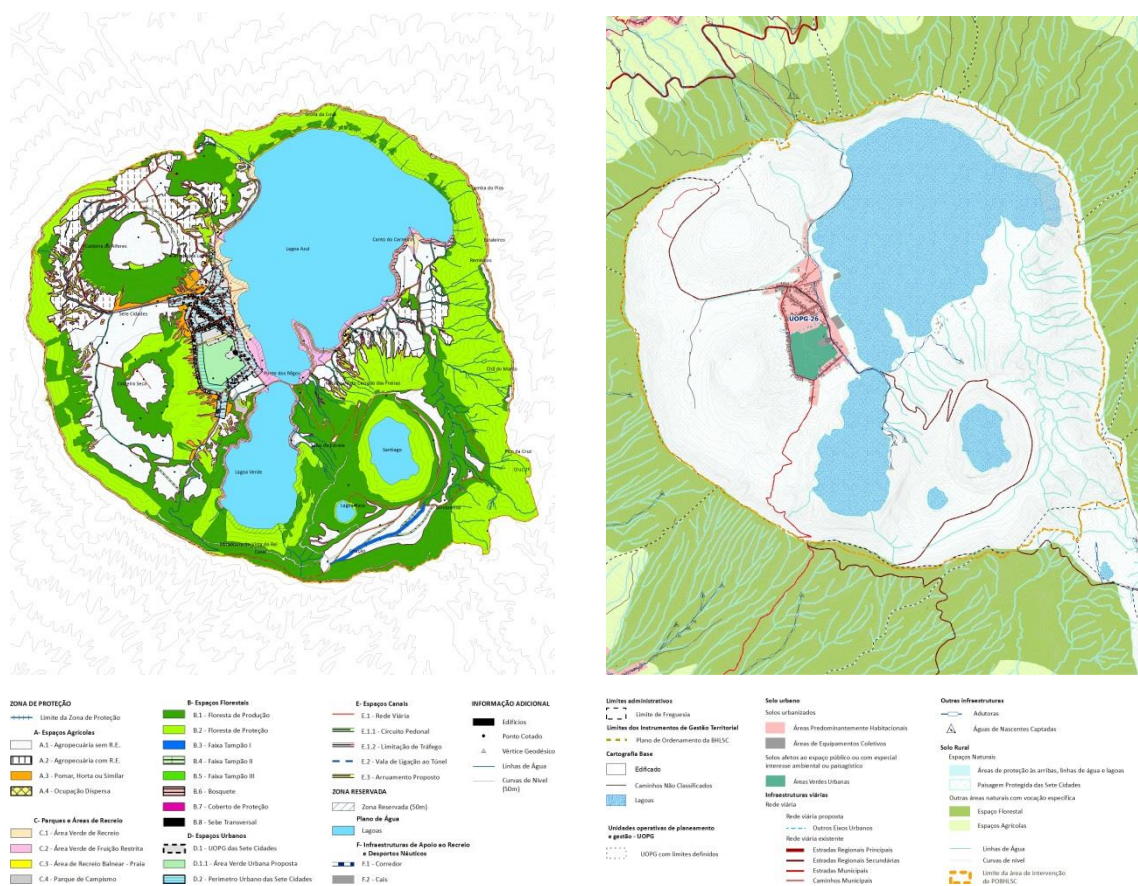 Lagoa Azul
Sete Cidades
Santiago
Lagoa Verde
UOPG 26
ZONA DE PROTEÇÃO
Limite da Zona de Proteção
A- Espaços Agrícolas
A.1 - Agropecuária sem R.E.
A.2 - Agropecuária com R.E.
A.3 - Pomar, Horta ou Similar
A.4 - Ocupação Dispersa
C- Parques e Áreas de Recreio
C.1 - Área Verde de Recreio
C.2 - Área Verde de Fruição Restrita
C.3 - Área de Recreio Balnear - Praia
C.4 - Parque de Campismo
B- Espaços Florestais
B.1 - Floresta de Produção
B.2 - Floresta de Proteção
B.3 - Faixa Tampão I
B.4 - Faixa Tampão II
B.5 - Faixa Tampão III
B.6 - Bosquete
B.7 - Coberto de Proteção
B.8 - Sebe Transversal
D- Espaços Urbanos
D.1 - UOPG das Sete Cidades
D.1.1 - Área Verde Urbana Proposta
D.2 - Perimetro Urbano das Sete Cidades
E- Espaços Canais
E.1 - Rede Viária
E.1.1 - Circuito Pedonal
E.1.2 - Limitação de Tráfego
E.2 - Vala de Ligação ao Túnel
E.3 - Arruamento Proposto
ZONA RESERVADA
Zona Reservada (50m)
Plano de Água
Lagoas
F- Infraestruturas de Apoio ao Recreio
e Desportos Náuticos
F.1 - Corredor
F.2 - Cais
INFORMAÇÃO ADICIONAL
Edifícios
Ponto Cotado
Vértice Geodésico
Linhas de Água
Curvas de Nível
(50m)
Limites administrativos
Limite de Freguesia
Limites dos Instrumentos de Gestão Territorial
Plano de Ordenamento da BHLSC
Cartografia Base
Edificado
Caminhos Não Classificados
Lagoas
Unidades operativas de planeamento
e gestão - UOPG
UOPG com limites definidos
Solo urbano
Solos urbanizados
Áreas Predominantemente Habitacionais
Áreas de Equipamentos Coletivos
Solos afetos ao espaço público ou com especial
interesse ambiental ou paisagístico
Áreas Verdes Urbanas
Infraestruturas viárias
Rede viária
Rede viária proposta
Outros Eixos Urbanos
Rede viária existente
Estradas Regionais Principais
Estradas Regionais Secundárias
Estradas Municipais
Caminhos Municipais
Outras infraestruturas
Adutoras
Águas de Nascentes Captadas
Solo Rural
Espaços Naturais
Áreas de proteção às arribas, linhas de água e lagoas
Paisagem Protegida das Sete Cidades
Outras áreas naturais com vocação específica
Espaço Florestal
Espaços Agrícolas
Linhas de Água
Curvas de nível
Limite da área de intervenção
do POBHLSC